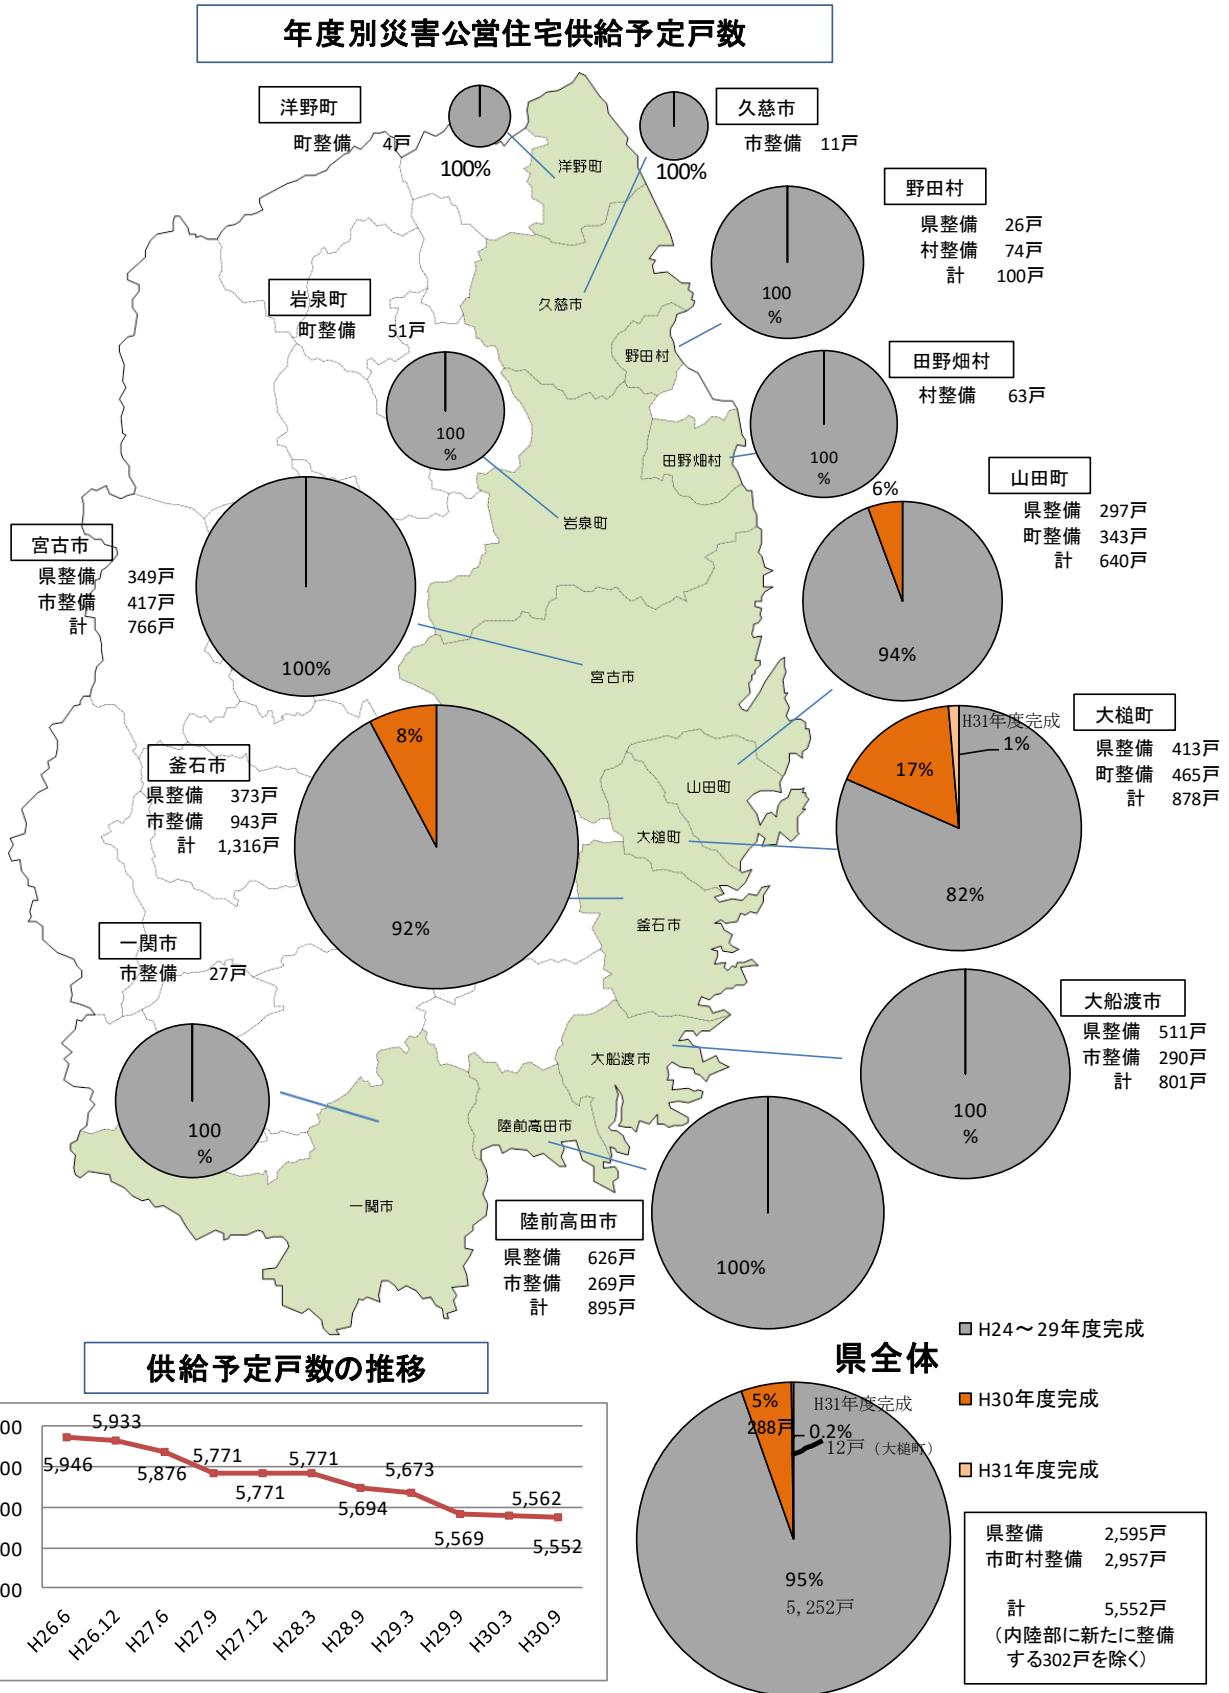 年度別災害公営住宅供給予定戸数
洋野町
町整備 4戸
100%
久慈市
市整備 11戸
100%
野田村
県整備 26戸
村整備 74戸
計 100戸
100
%
岩泉町
町整備 51戸
100
%
田野畑村
村整備 63戸
100
%
山田町
県整備 297戸
町整備 343戸
計 640戸
6%
94%
宮古市
県整備 349戸
市整備 417戸
計 766戸
100%
大槌町
県整備 413戸
町整備 465戸
計 878戸
H31年度完成
1%
17%
82%
釜石市
県整備 373戸
市整備 943戸
計 1,316戸
8%
92%
一関市
市整備 27戸
100
%
大船渡市
県整備 511戸
市整備 290戸
計 801戸
100
%
陸前高田市
県整備 626戸
市整備 269戸
計 895戸
100%
洋野町
久慈市
野田村
田野畑村
岩泉町
宮古市
山田町
大槌町
釜石市
大船渡市
陸前高田市
一関市
供給予定戸数の推移
00
00
00
00
00
5,946
5,933
5,876
5,771
5,771
5,771
5,694
5,673
5,569
5,562
5,552
H26.6
H26.12
H27.6
H27.9
H27.12
H28.3
H28.9
H29.3
H29.9
H30.3
H30.9
県全体
H24～29年度完成
H30年度完成
H31年度完成
5%
288戸
H31年度完成
0.2%
12戸（大槌町）
95%
5,252戸
県整備 2,595戸
市町村整備 2,957戸
計 5,552戸
（内陸部に新たに整備
する302戸を除く）